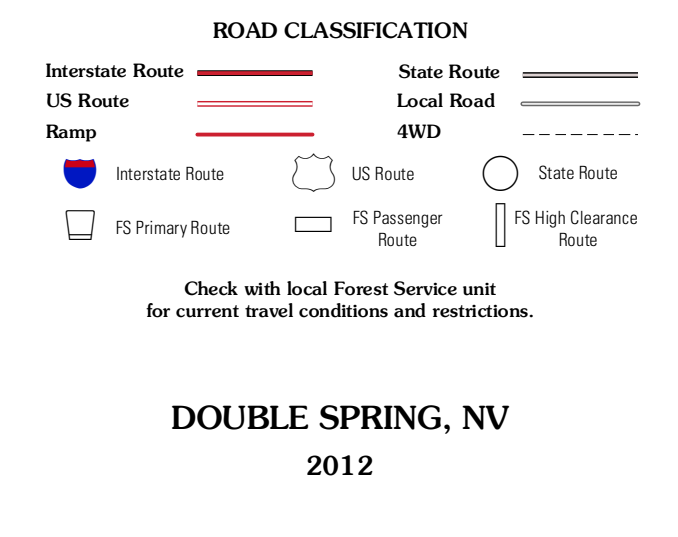 ROAD CLASSIFICATION
Interstate Route
State Route
US Route
Local Road
Ramp
4WD
Interstate Route
US Route
State Route
FS Primary Route
FS Passenger
Route
FS High Clearance
Route
Check with local Forest Service unit
for current travel conditions and restrictions.
DOUBLE SPRING, NV
2012